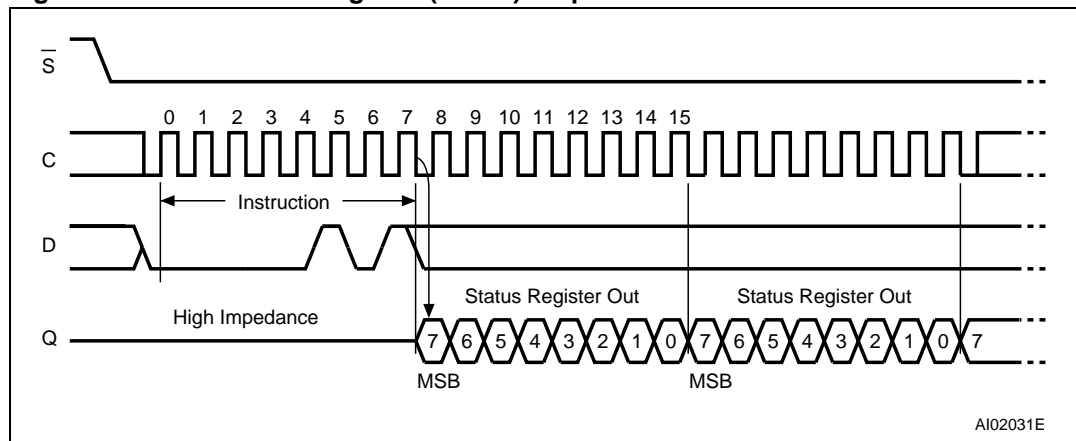 S
0 1 2 3 4 5 6 7 8 9 10 11 12 13 14 15
C
Instruction
D
Status Register Out Status Register Out
High Impedance
Q 7 6 5 4 3 2 1 0 7 6 5 4 3 2 1 0 7
MSB MSB
AI02031E